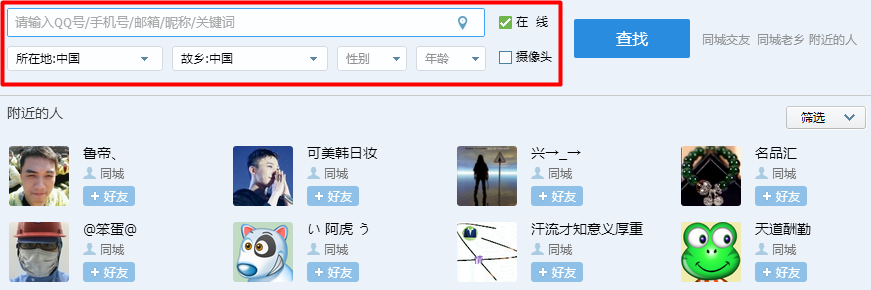 请输入QQ号/手机号/邮箱/昵称/关键词
在 线
查找
同城交友 同城老乡 附近的人
所在地:中国
故乡:中国
性别
年龄
摄像头
附近的人
筛选
鲁帝、
同城
+ 好友
可美韩日妆
同城
+ 好友
兴→_→
同城
+ 好友
名品汇
同城
+ 好友
@笨蛋@
同城
+ 好友
い 阿虎 う
同城
+ 好友
汗流才知意义厚重
同城
+ 好友
天道酬勤
同城
+ 好友